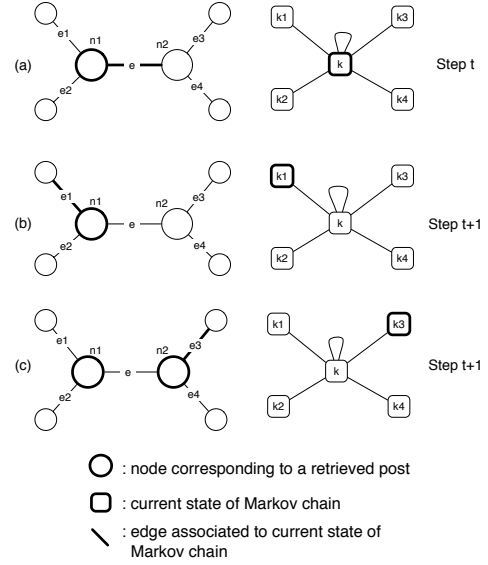 n1 n2
e1 e3
(a) e
e2 e4
k1 k3
k
k2 k4
Step t
n1 n2
e1 e3
(b) e
e2 e4
k1 k3
k
k2 k4
Step t+1
n1 n2
e1 e3
(c) e
e2 e4
k1 k3
k
k2 k4
Step t+1
: node corresponding to a retrieved post
: current state of Markov chain
: edge associated to current state of
Markov chain